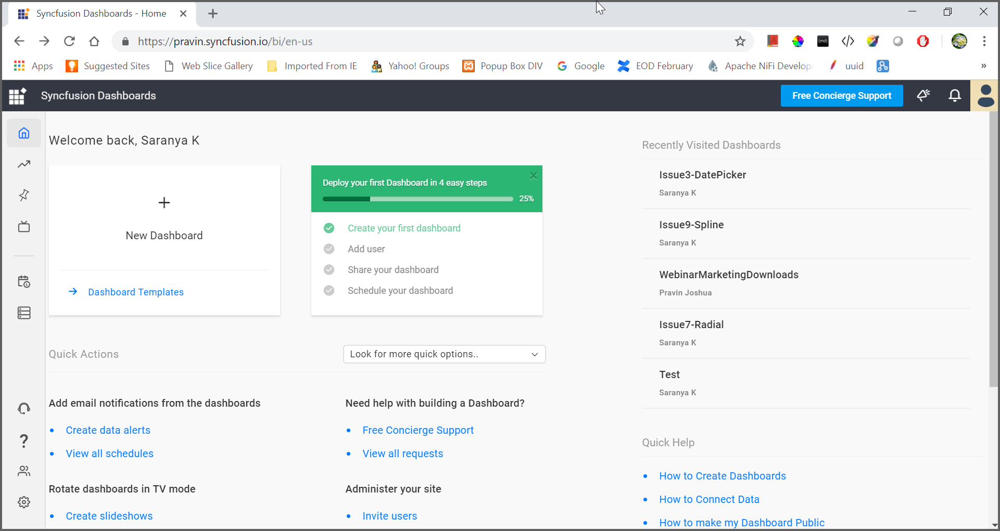 Syncfusion Dashboards - Home
https://pravin.syncfusion.io/bi/en-us
Apps
Suggested Sites
Web Slice Gallery
Imported From IE
Yahoo! Groups
Popup Box DIV
Google
EOD February
Apache NiFi Develop
uuid
Syncfusion Dashboards
Free Concierge Support
Welcome back, Saranya K
New Dashboard
Dashboard Templates
Deploy your first Dashboard in 4 easy steps
25%
Create your first dashboard
Add user
Share your dashboard
Schedule your dashboard
Quick Actions
Look for more quick options..
Add email notifications from the dashboards
Create data alerts
View all schedules
Need help with building a Dashboard?
Free Concierge Support
View all requests
Rotate dashboards in TV mode
Create slideshows
Administer your site
Invite users
Recently Visited Dashboards
Issue3-DatePicker
Saranya K
Issue9-Spline
Saranya K
WebinarMarketingDownloads
Pravin Joshua
Issue7-Radial
Saranya K
Test
Saranya K
Quick Help
How to Create Dashboards
How to Connect Data
How to make my Dashboard Public